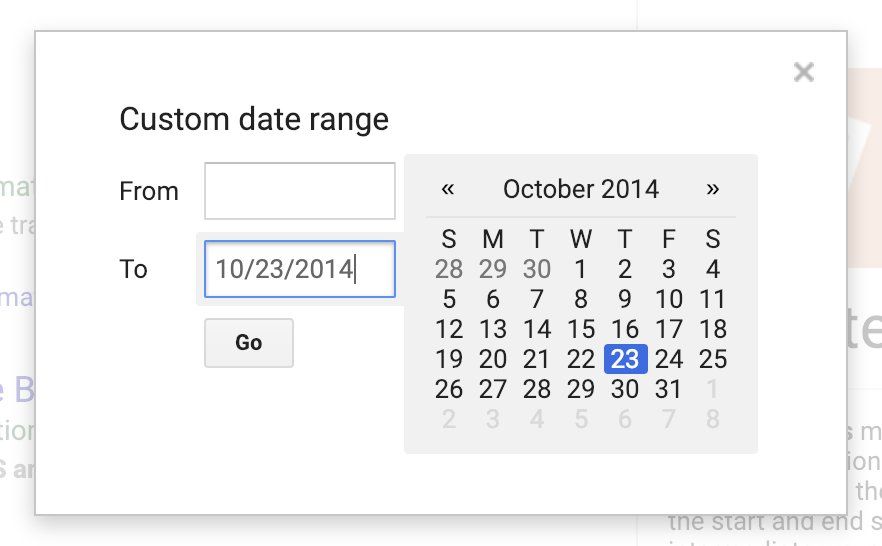 Custom date range
From
To
10/23/2014
Go
« October 2014 »
S M T W T F S
28 29 30 1 2 3 4
5 6 7 8 9 10 11
12 13 14 15 16 17 18
19 20 21 22 23 24 25
26 27 28 29 30 31 1
2 3 4 5 6 7 8
the start and end s